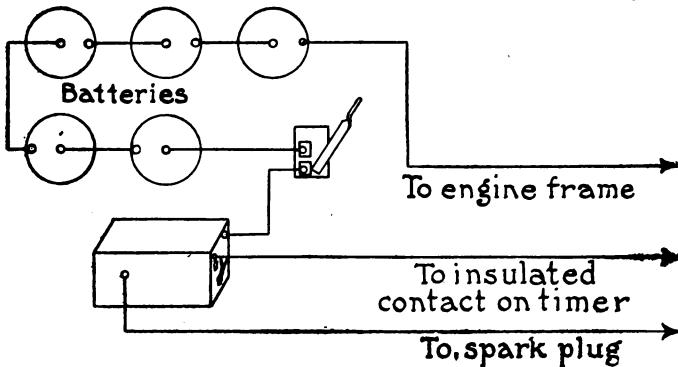 Batteries
To engine frame
To insulated
contact on timer
To, spark plug